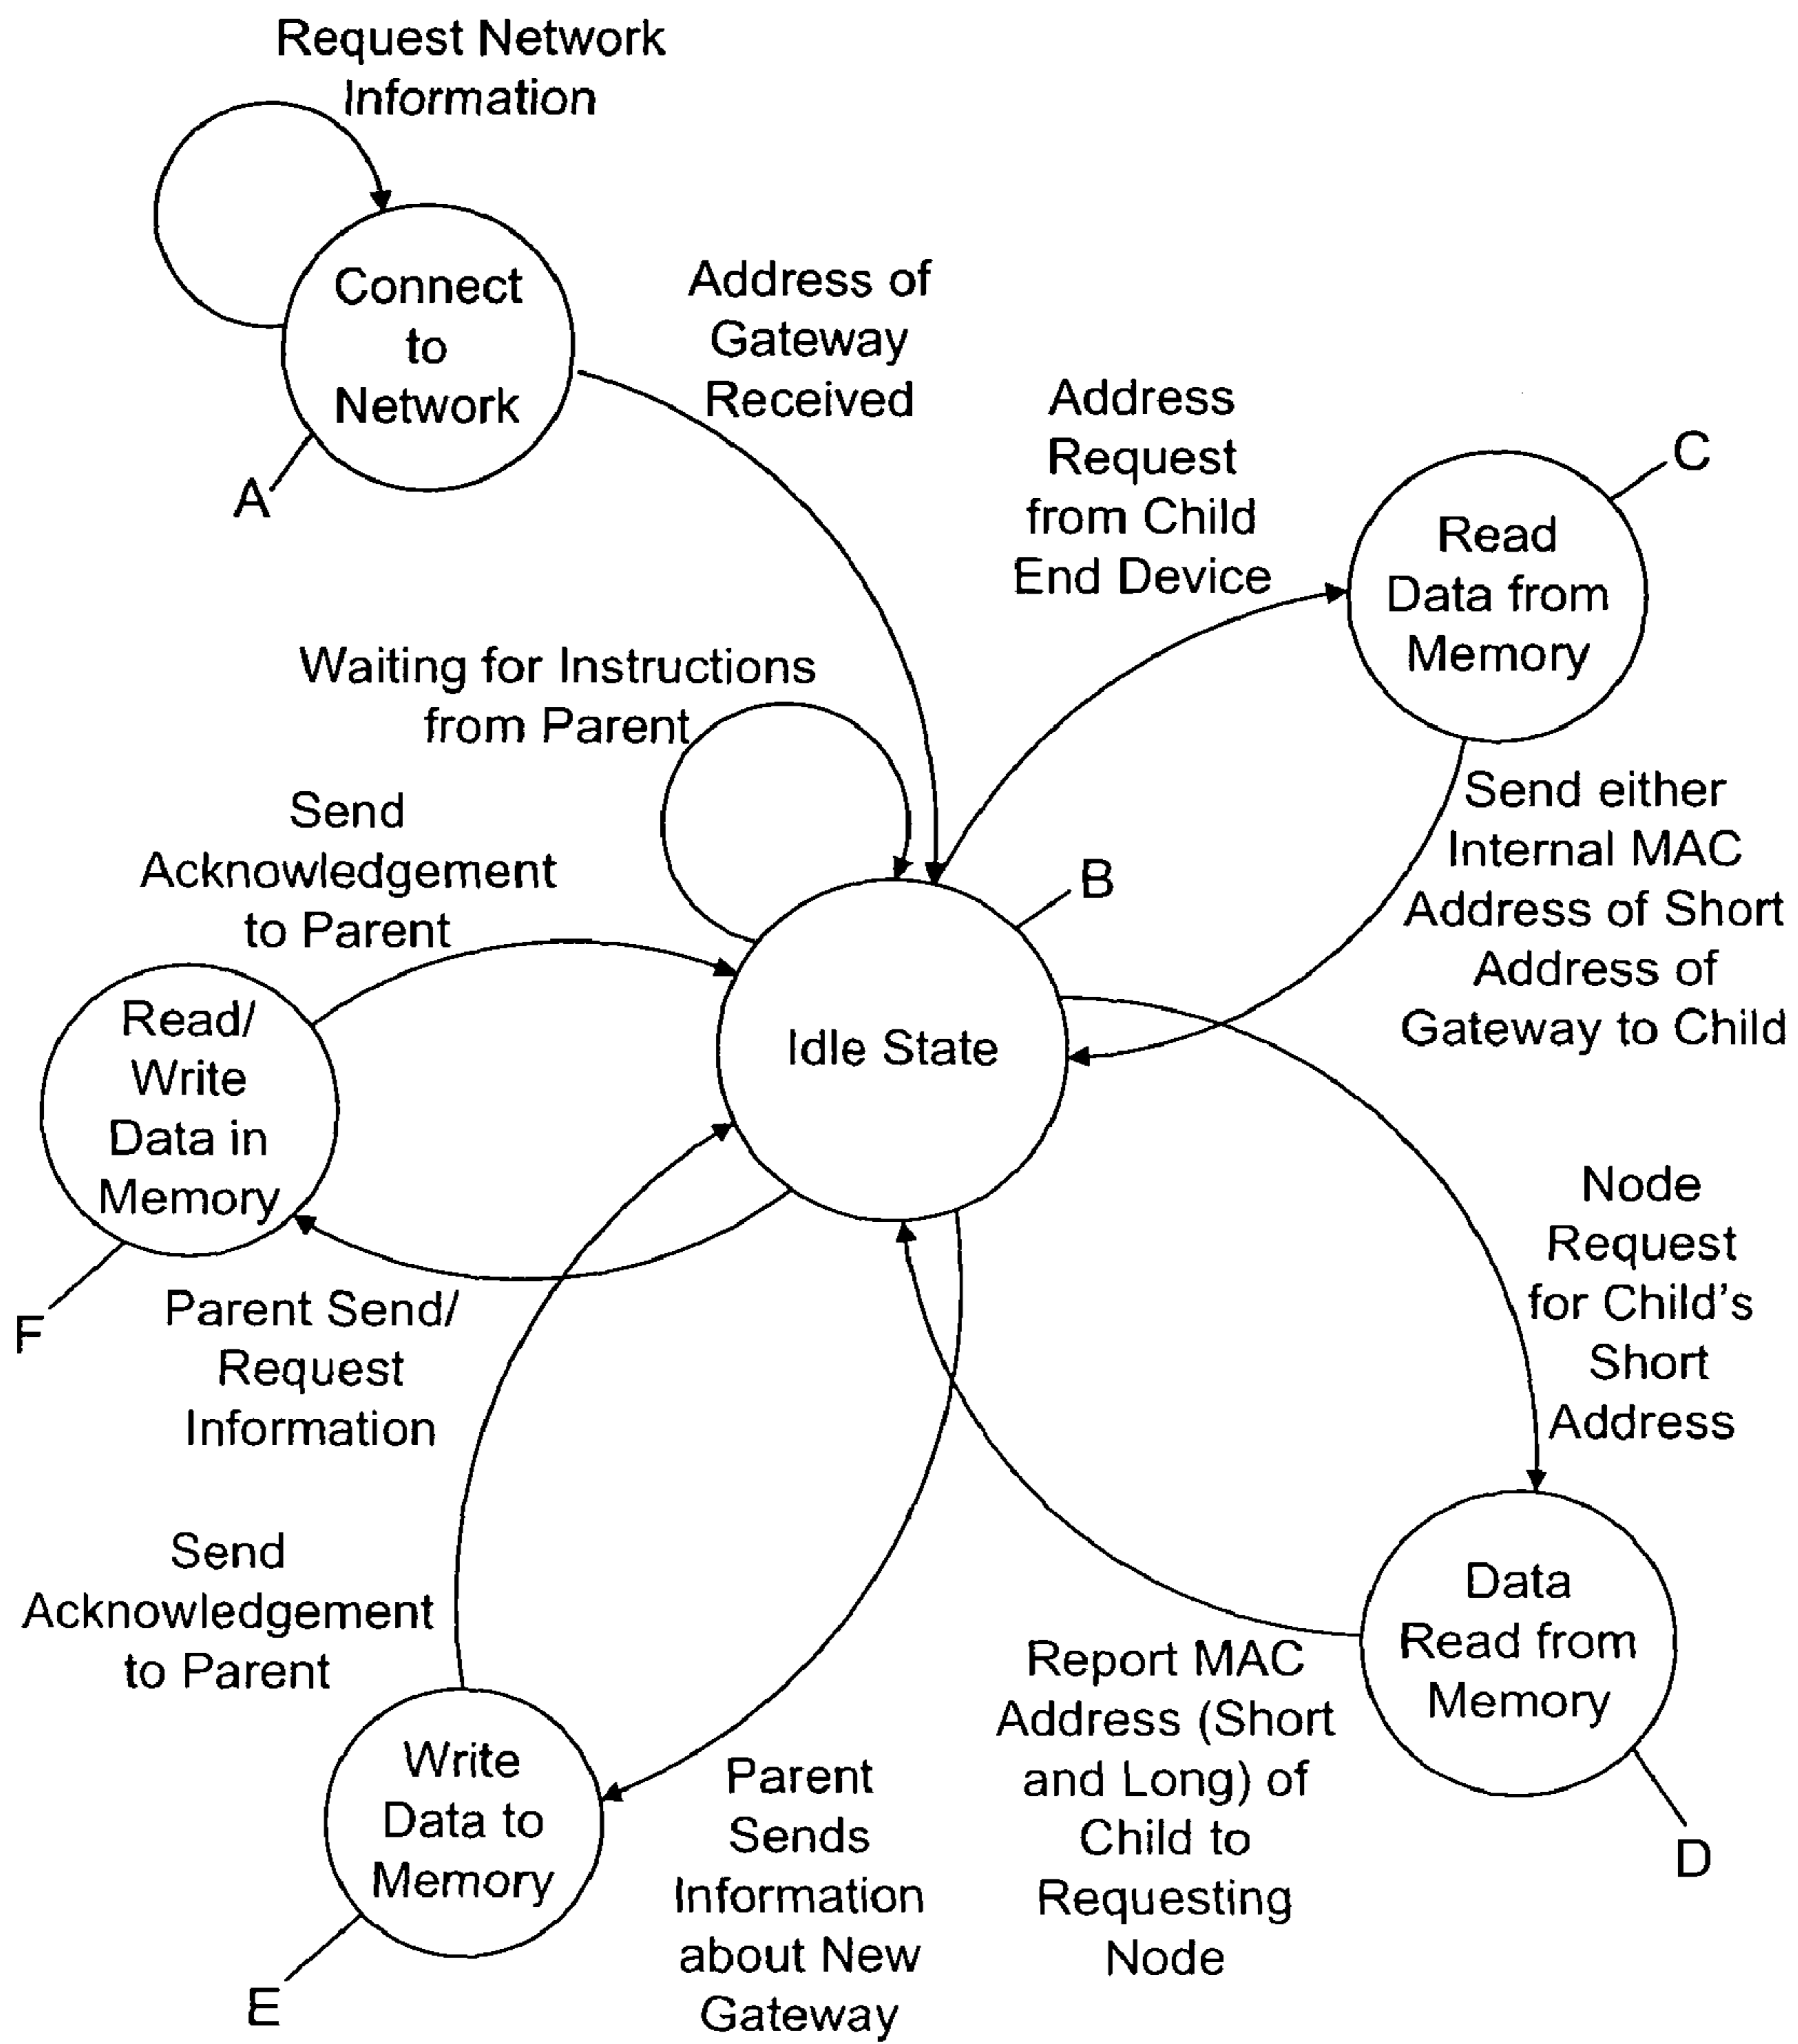 Request Network
Information
Connect
to
Network
A
Address of
Gateway
Received
Address
Request
from Child
End Device
C
Read
Data from
Memory
Waiting for Instructions
from Parent
Send
Acknowledgement
to Parent
B
Send either
Internal MAC
Address of Short
Address of
Gateway to Child
Idle State
Read/
Write
Data in
Memory
F
Parent Send/
Request
Information
Node
Request
for Child's
Short
Address
Send
Acknowledgement
to Parent
Data
Read from
Memory
D
Report MAC
Address (Short
and Long) of
Child to
Requesting
Node
Write
Data to
Memory
E
Parent
Sends
Information
about New
Gateway